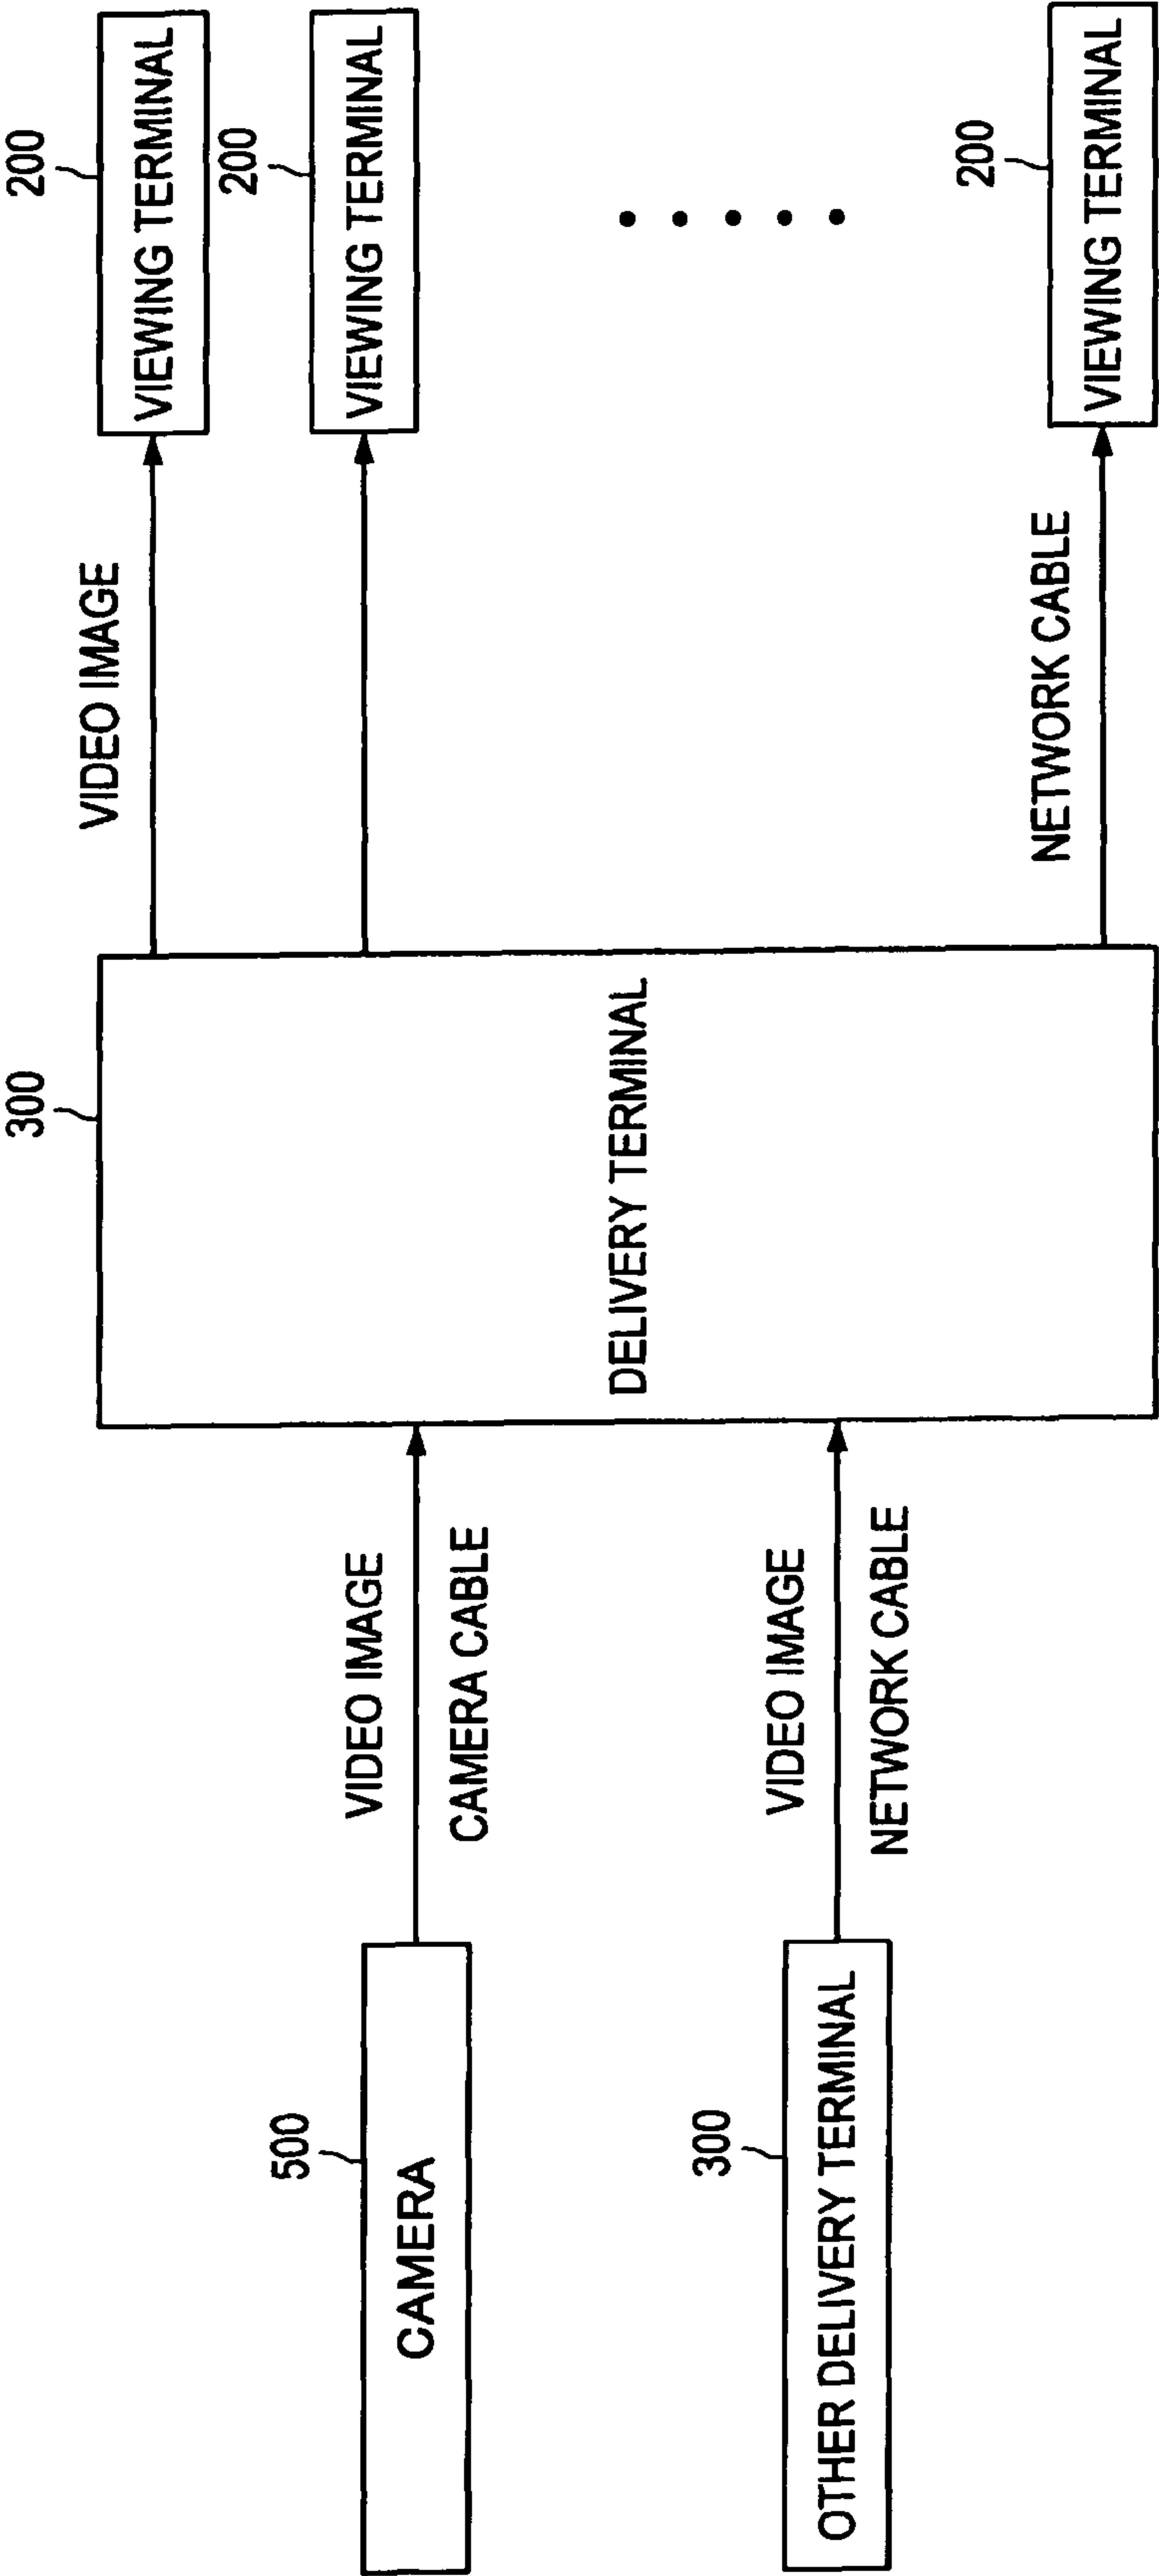 500
CAMERA
300
OTHER DELIVERY TERMINAL
VIDEO IMAGE
CAMERA CABLE
VIDEO IMAGE
NETWORK CABLE
300
DELIVERY TERMINAL
VIDEO IMAGE
NETWORK CABLE
200
VIEWING TERMINAL
200
VIEWING TERMINAL
200
VIEWING TERMINAL